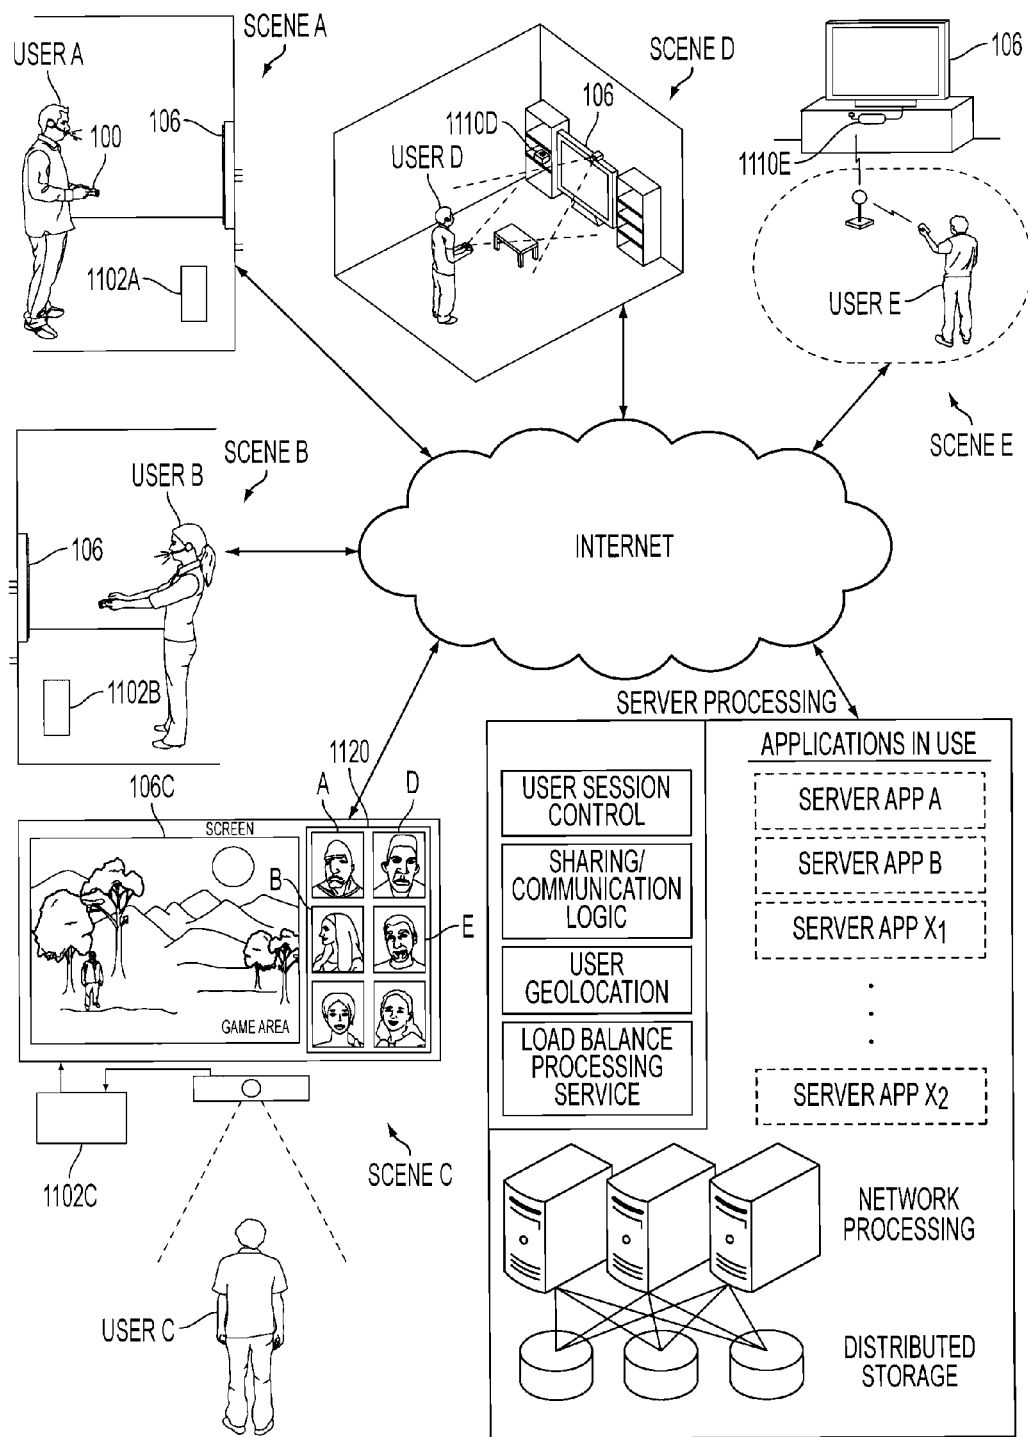 SCENE A
USER A
100
106
1102A
SCENE D
106
1110D
USER D
106
1110E
USER E
SCENE E
SCENE B
USER B
106
1102B
INTERNET
SERVER PROCESSING
106C
1120
A
D
SCREEN
B
E
GAME AREA
1102C
SCENE C
USER C
USER SESSION
CONTROL
SHARING/
COMMUNICATION
LOGIC
USER
GEOLOCATION
LOAD BALANCE
PROCESSING
SERVICE
APPLICATIONS IN USE
SERVER APP A
SERVER APP B
SERVER APP X1
SERVER APP X2
NETWORK
PROCESSING
DISTRIBUTED
STORAGE